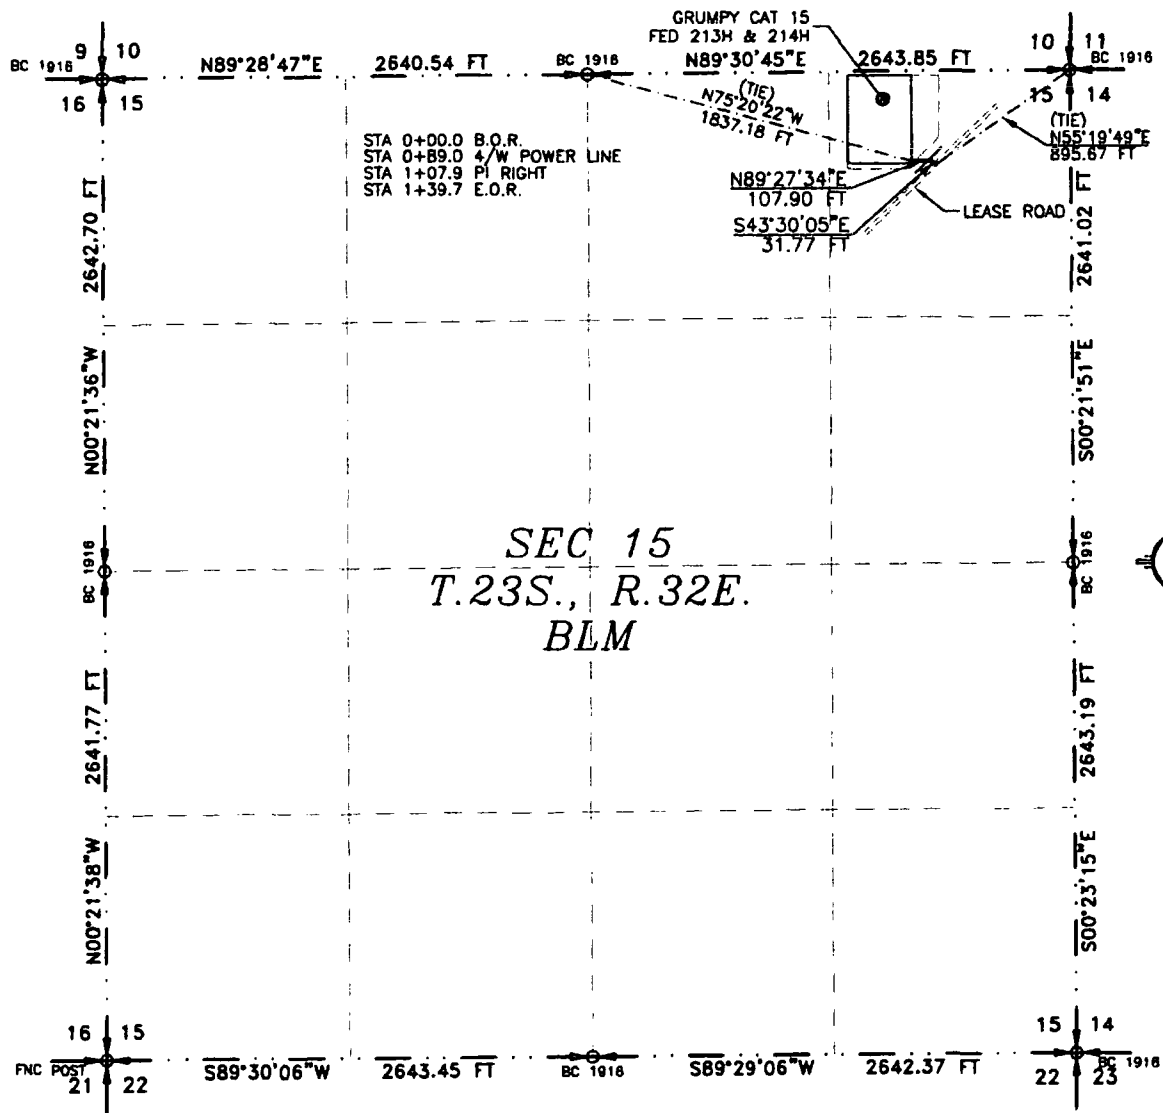 GRUMPY CAT 15
FED 213H & 214H
9 10
BC 1916
16 15
N89°28'47"E 2640.54 FT
BC 1916
N89°30'45"E 2643.85 FT
10 11
BC 1916
15 14
(TIE)
N75°20'22"W
1837.18 FT
(TIE)
N55°19'49"E
895.67 FT
STA 0+00.0 B.O.R.
STA 0+89.0 4/W POWER LINE
STA 1+07.9 PI RIGHT
STA 1+39.7 E.O.R.
N89°27'34"E
107.90 FT
S43°30'05"E
31.77 FT
LEASE ROAD
2642.70 FT
N00°21'36"W
2641.02 FT
S00°21'51"E
BC 1916
BC 1916
SEC 15
T.23S., R.32E.
BLM
2641.77 FT
N00°21'38"W
2643.19 FT
S00°23'15"E
16 15
FNC POST
21 22
S89°30'06"W 2643.45 FT
BC 1916
S89°29'06"W 2642.37 FT
15 14
BC 1916
22 23